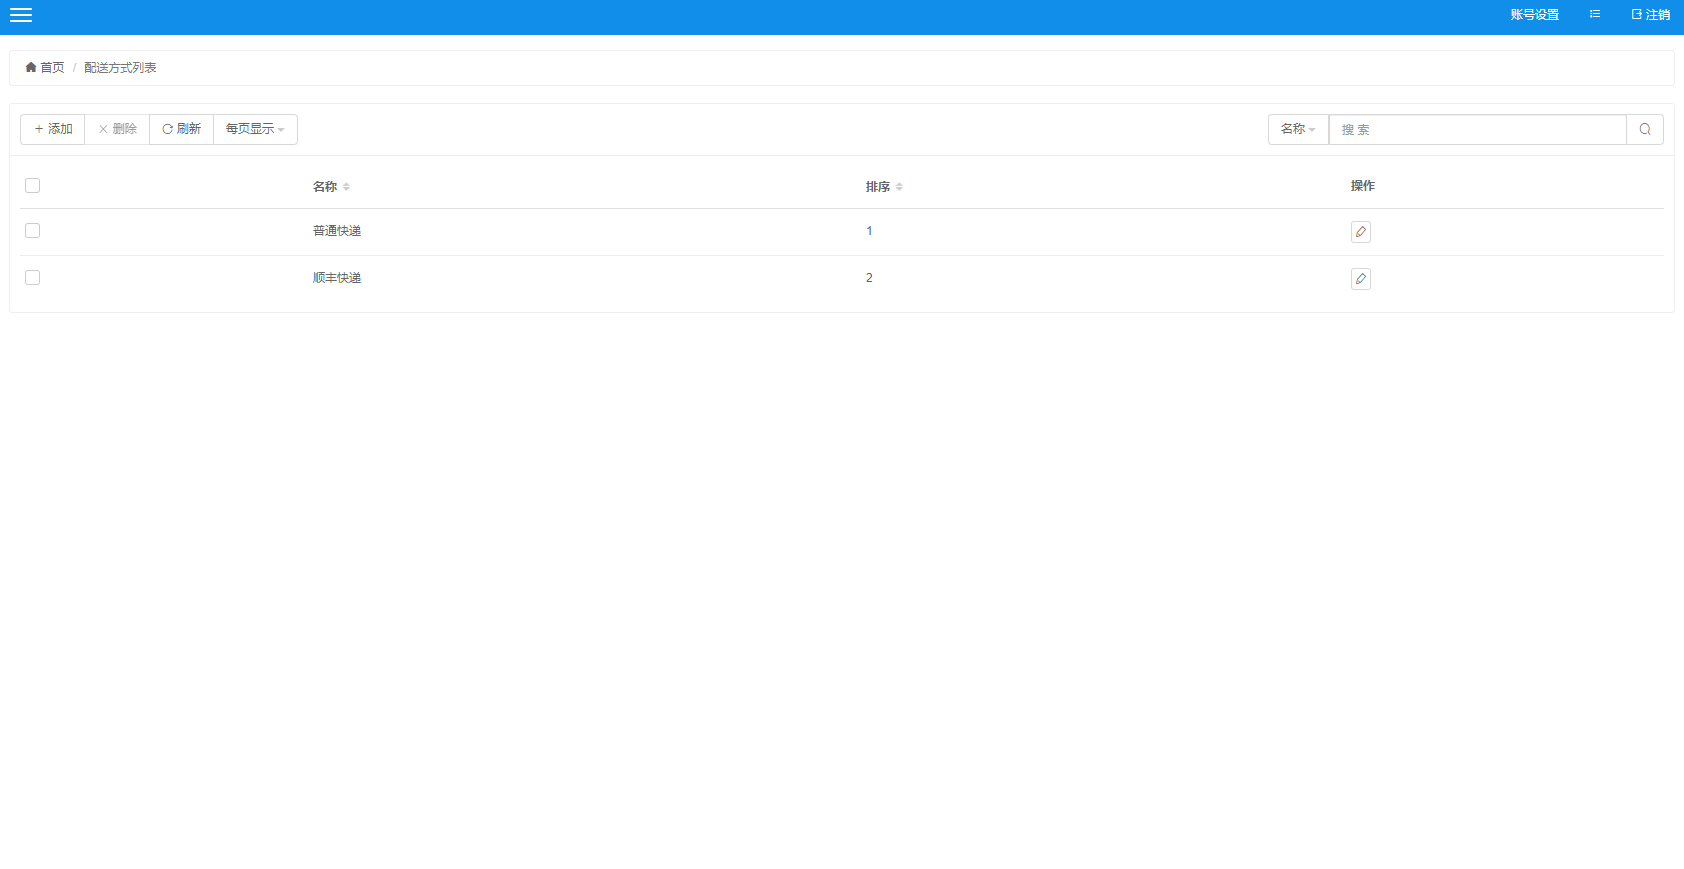 账号设置 注销
首页 / 配送方式列表
添加 删除 刷新 每页显示 名称 搜 索
名称 排序 操作
普通快递 1
顺丰快递 2